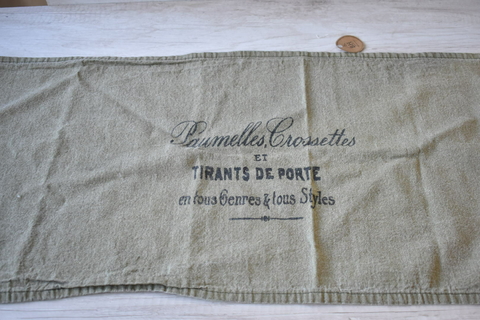 Paumelles, Crossettes
ET
TIRANTS DE PORTE
en tous Genres & tous Styles